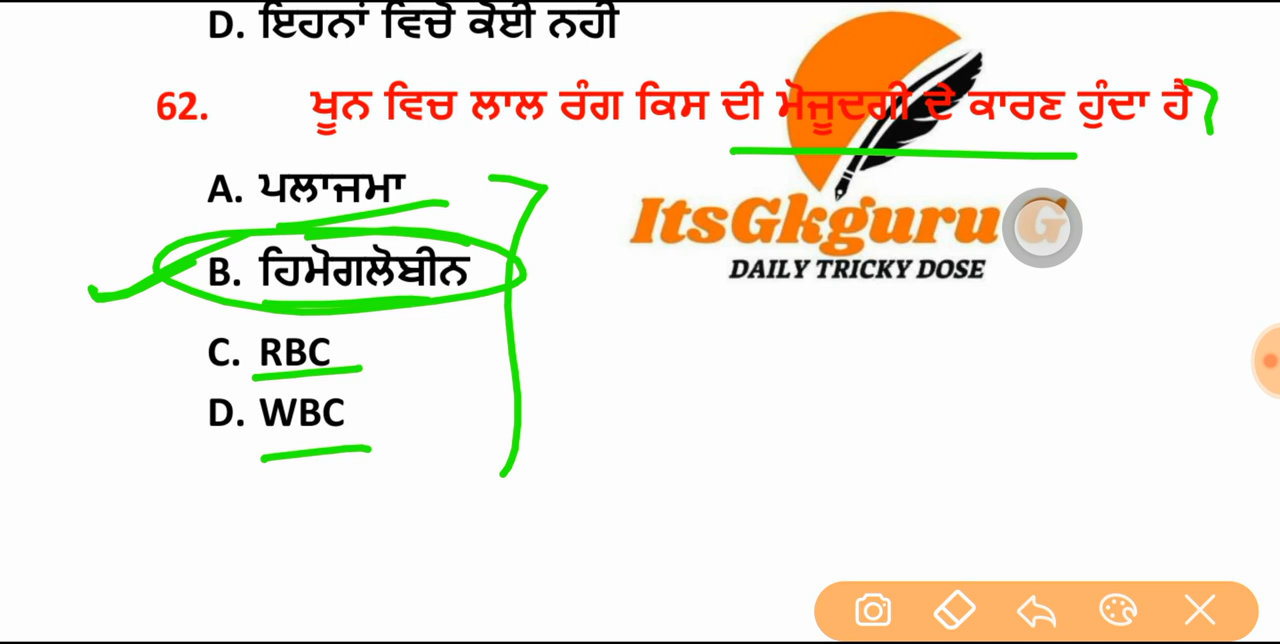 D. ਇਹਨਾਂ ਵਿਚੋ ਕੋਈ ਨਹੀ
62. ਖੂਨ ਵਿਚ ਲਾਲ ਰੰਗ ਕਿਸ ਦੀ ਮੋਜੂਦਗੀ ਦੇ ਕਾਰਣ ਹੁੰਦਾ ਹੈ
A. ਪਲਾਜਮਾ
B. ਹਿਮੋਗਲੋਬੀਨ
C. RBC
D. WBC
ItsGkguru G
DAILY TRICKY DOSE